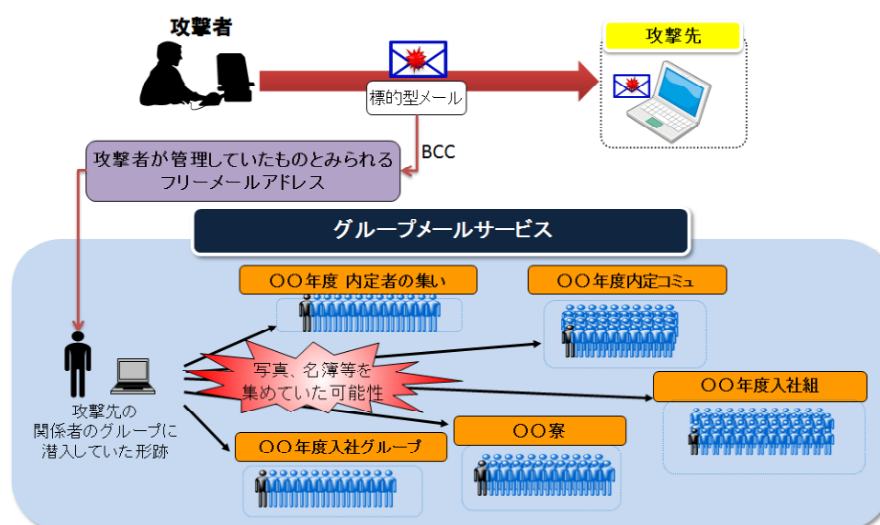 攻撃者
攻撃先
標的型メール
BCC
攻撃者が管理していたものとみられる
フリーメールアドレス
グループメールサービス
〇〇年度 内定者の集い
〇〇年度内定コミュ
写真、名簿等を
集めていた可能性
〇〇年度入社組
攻撃先の
関係者のグループに
潜入していた形跡
〇〇年度入社グループ
〇〇寮